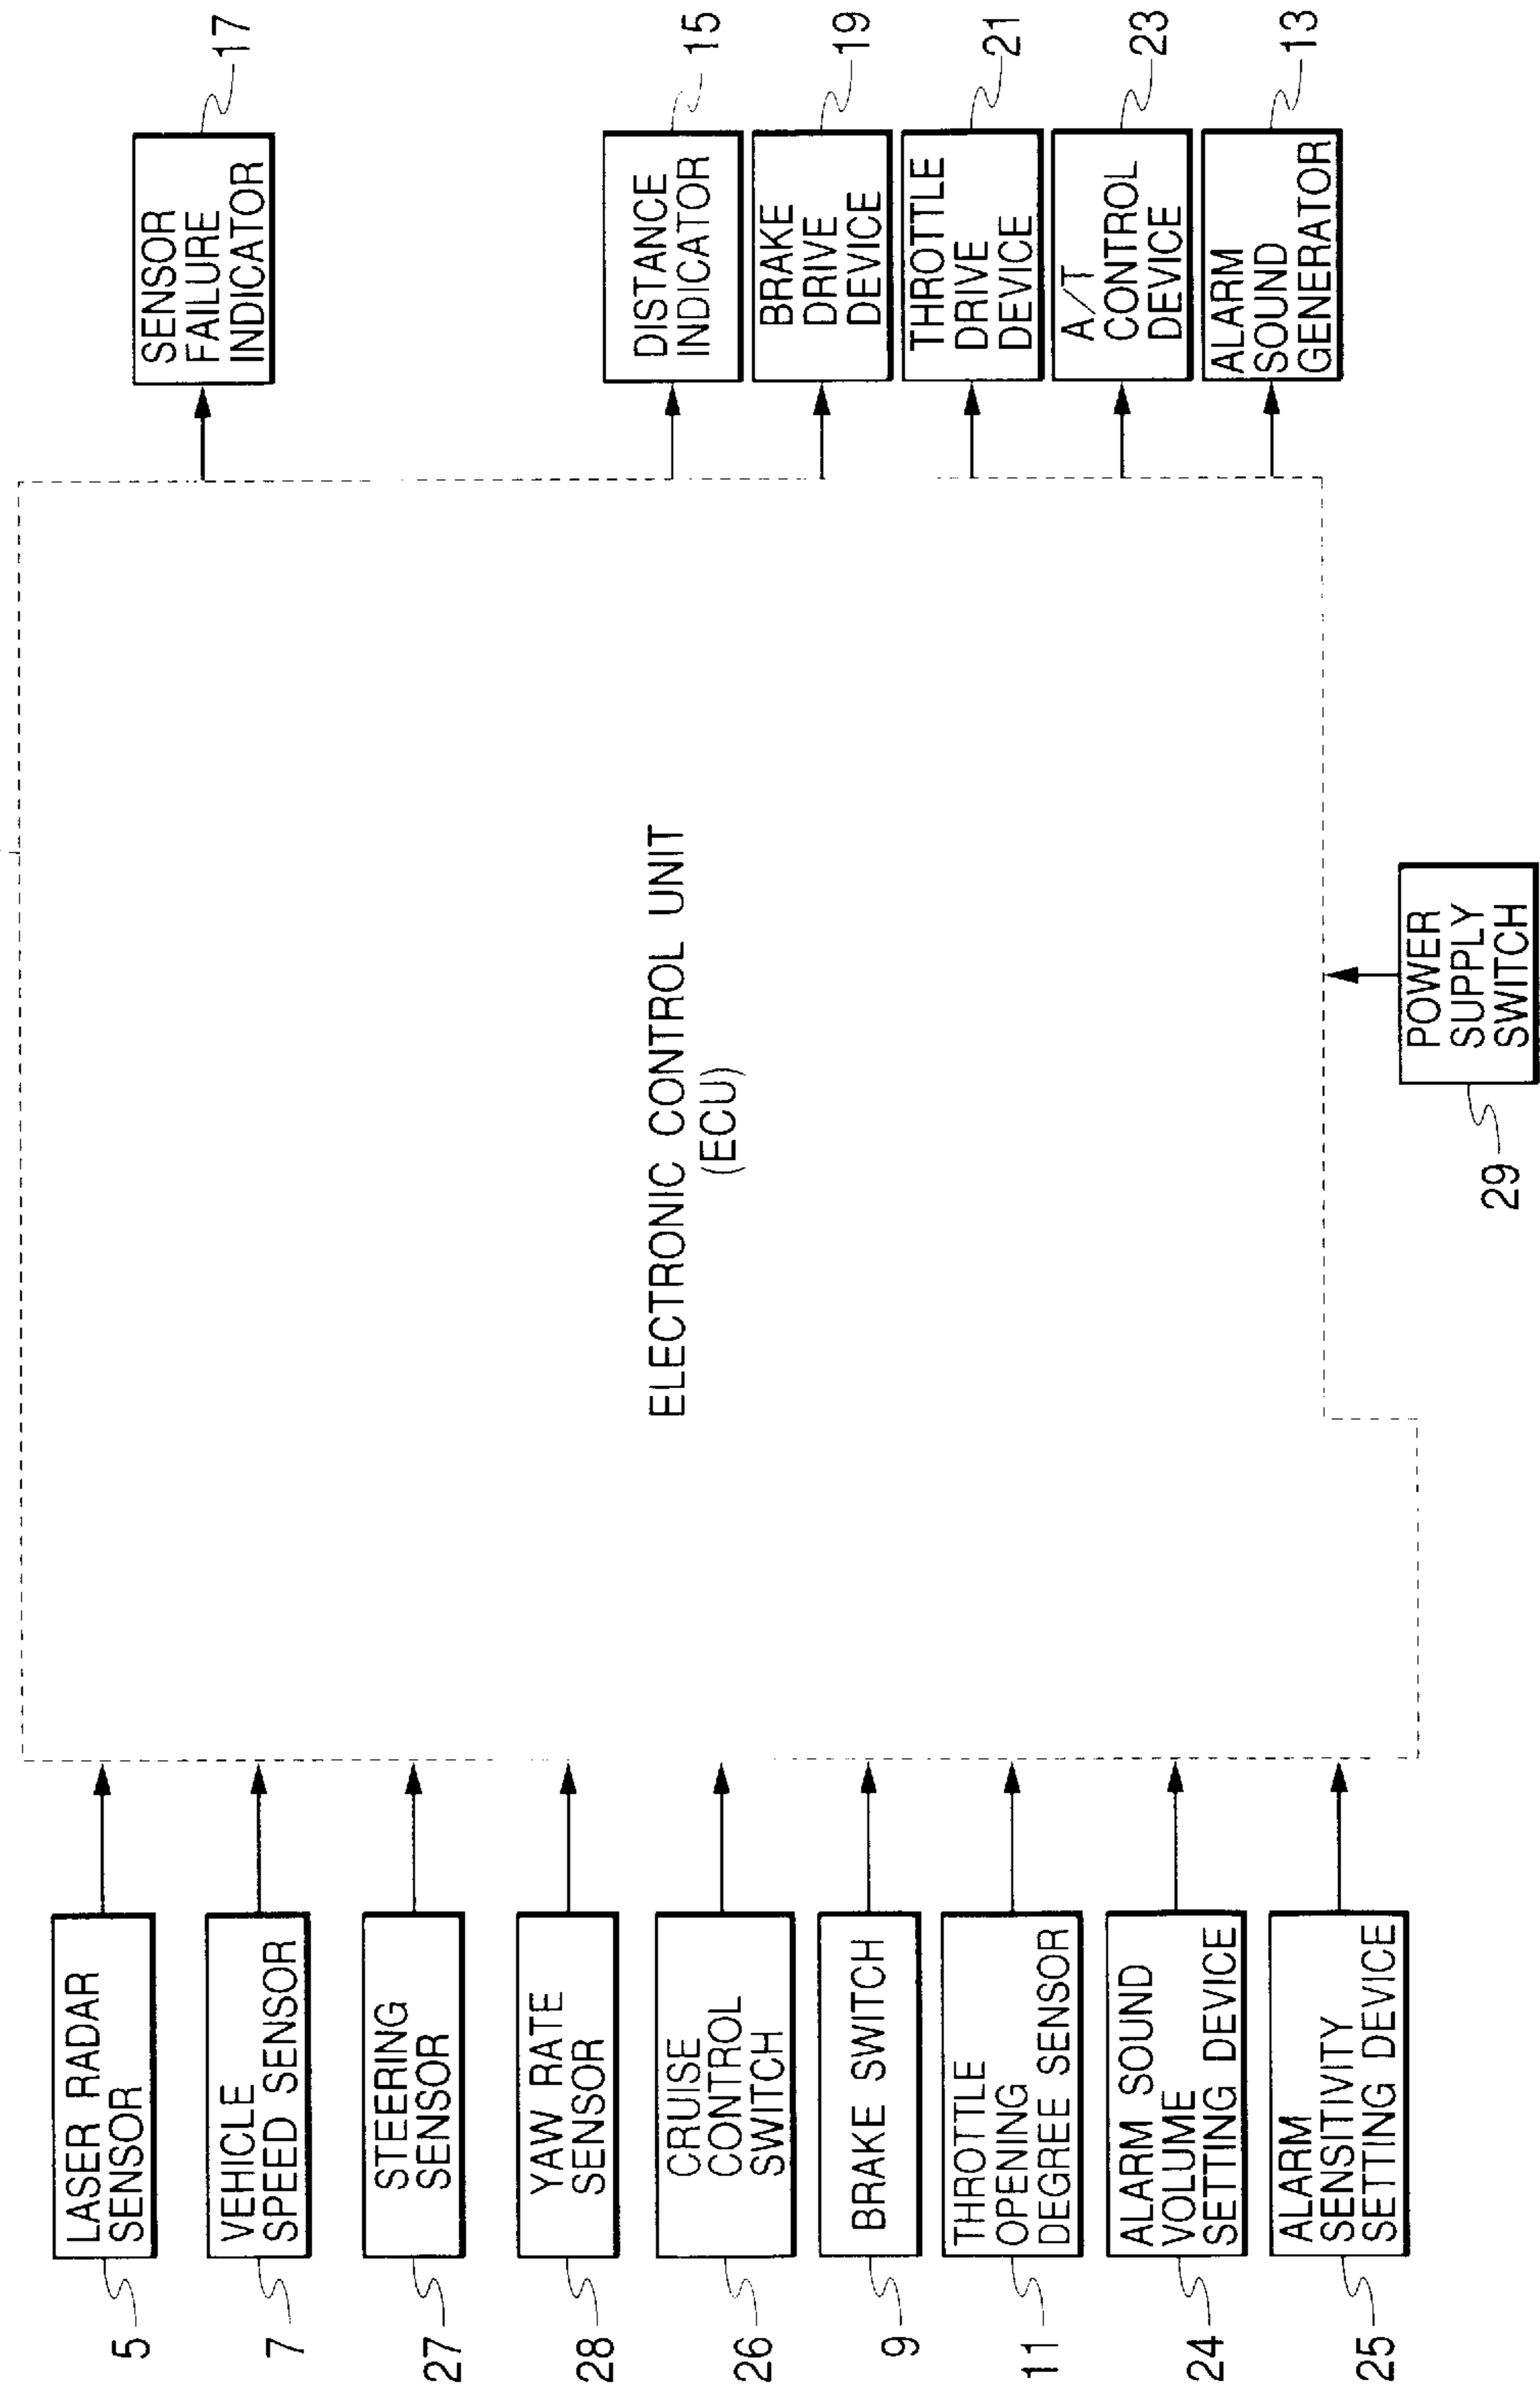 5
LASER RADAR
SENSOR
7
VEHICLE
SPEED SENSOR
27
STEERING
SENSOR
28
YAW RATE
SENSOR
26
CRUISE
CONTROL
SWITCH
9
BRAKE SWITCH
11
THROTTLE
OPENING
DEGREE SENSOR
24
ALARM SOUND
VOLUME
SETTING DEVICE
25
ALARM
SENSITIVITY
SETTING DEVICE
ELECTRONIC CONTROL UNIT
(ECU)
29
POWER
SUPPLY
SWITCH
SENSOR
FAILURE
INDICATOR
17
DISTANCE
INDICATOR
15
BRAKE
DRIVE
DEVICE
19
THROTTLE
DRIVE
DEVICE
21
A/T
CONTROL
DEVICE
23
ALARM
SOUND
GENERATOR
13